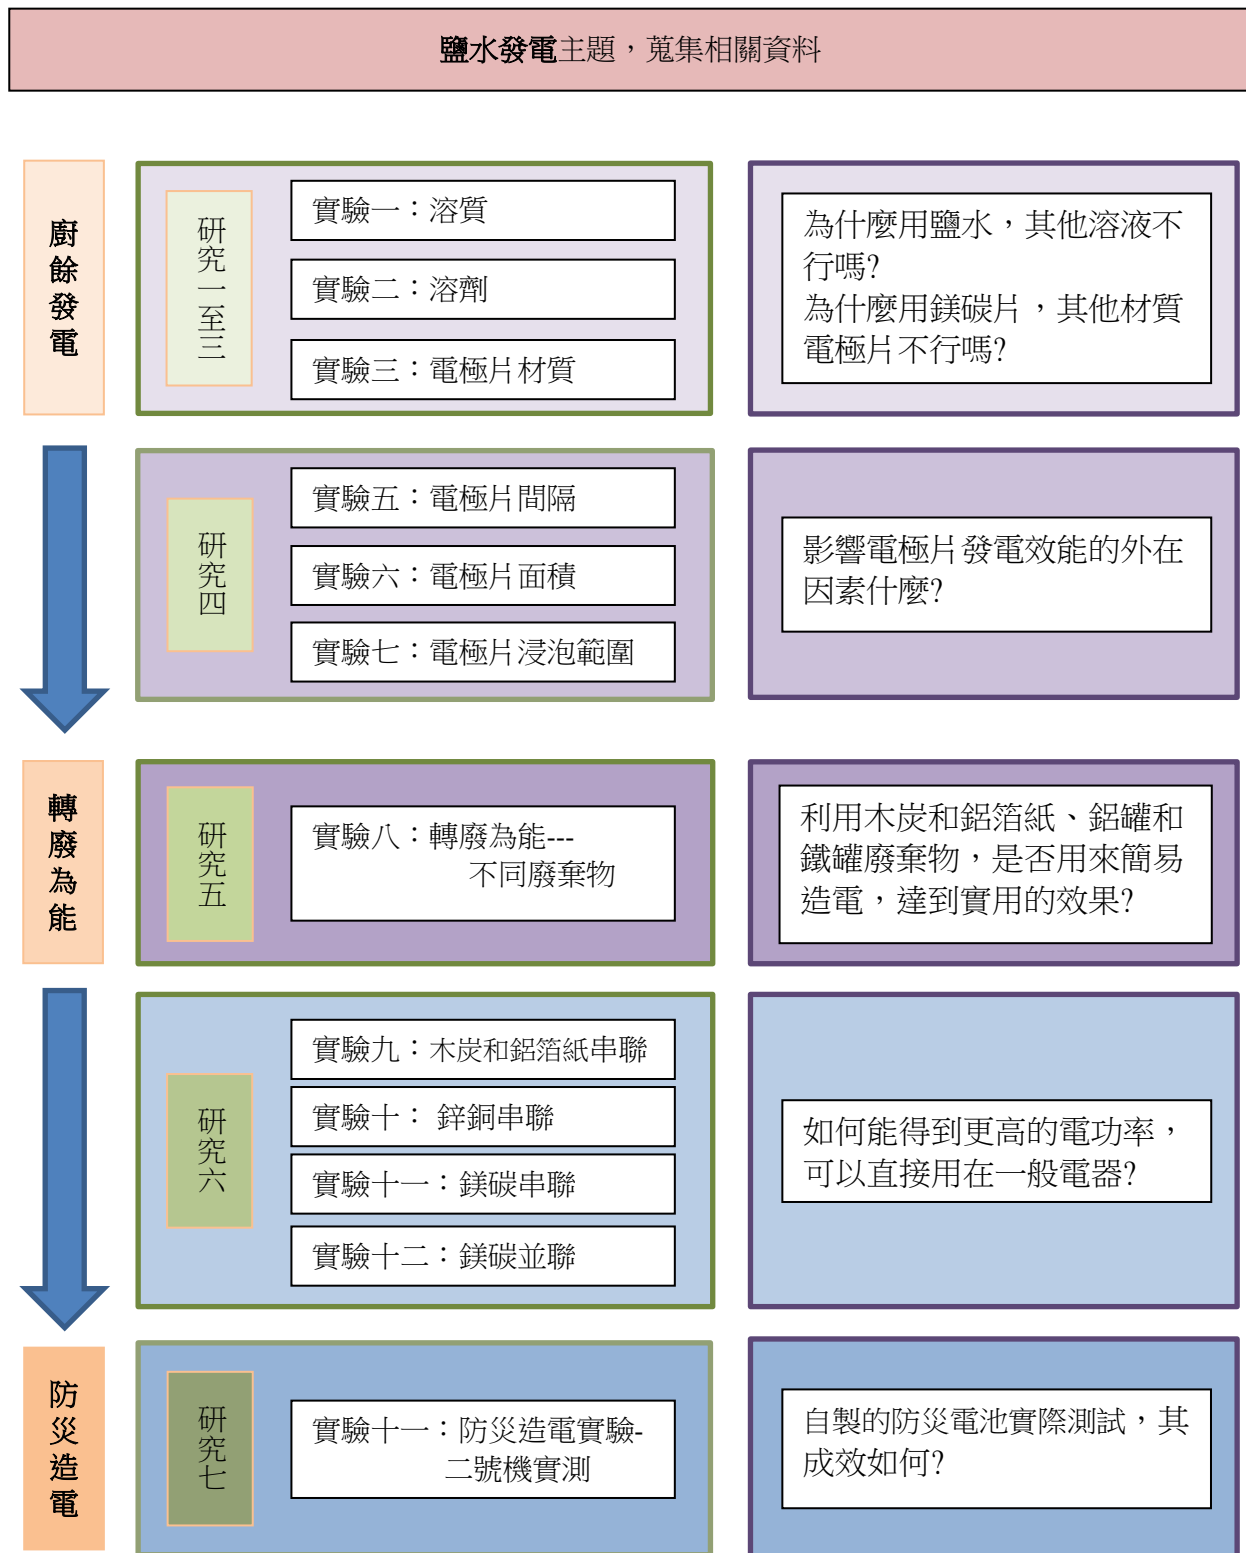 鹽水發電主題，蒐集相關資料
廚餘發電
研究一至三
實驗一：溶質
實驗二：溶劑
實驗三：電極片材質
為什麼用鹽水，其他溶液不
行嗎?
為什麼用鎂碳片，其他材質
電極片不行嗎?
研究四
實驗五：電極片間隔
實驗六：電極片面積
實驗七：電極片浸泡範圍
影響電極片發電效能的外在
因素什麼?
轉廢為能
研究五
實驗八：轉廢為能---
不同廢棄物
利用木炭和鋁箔紙、鋁罐和
鐵罐廢棄物，是否用來簡易
造電，達到實用的效果?
研究六
實驗九：木炭和鋁箔紙串聯
實驗十： 鋅銅串聯
實驗十一：鎂碳串聯
實驗十二：鎂碳並聯
如何能得到更高的電功率，
可以直接用在一般電器?
防災造電
研究七
實驗十一：防災造電實驗-
二號機實測
自製的防災電池實際測試，其
成效如何?